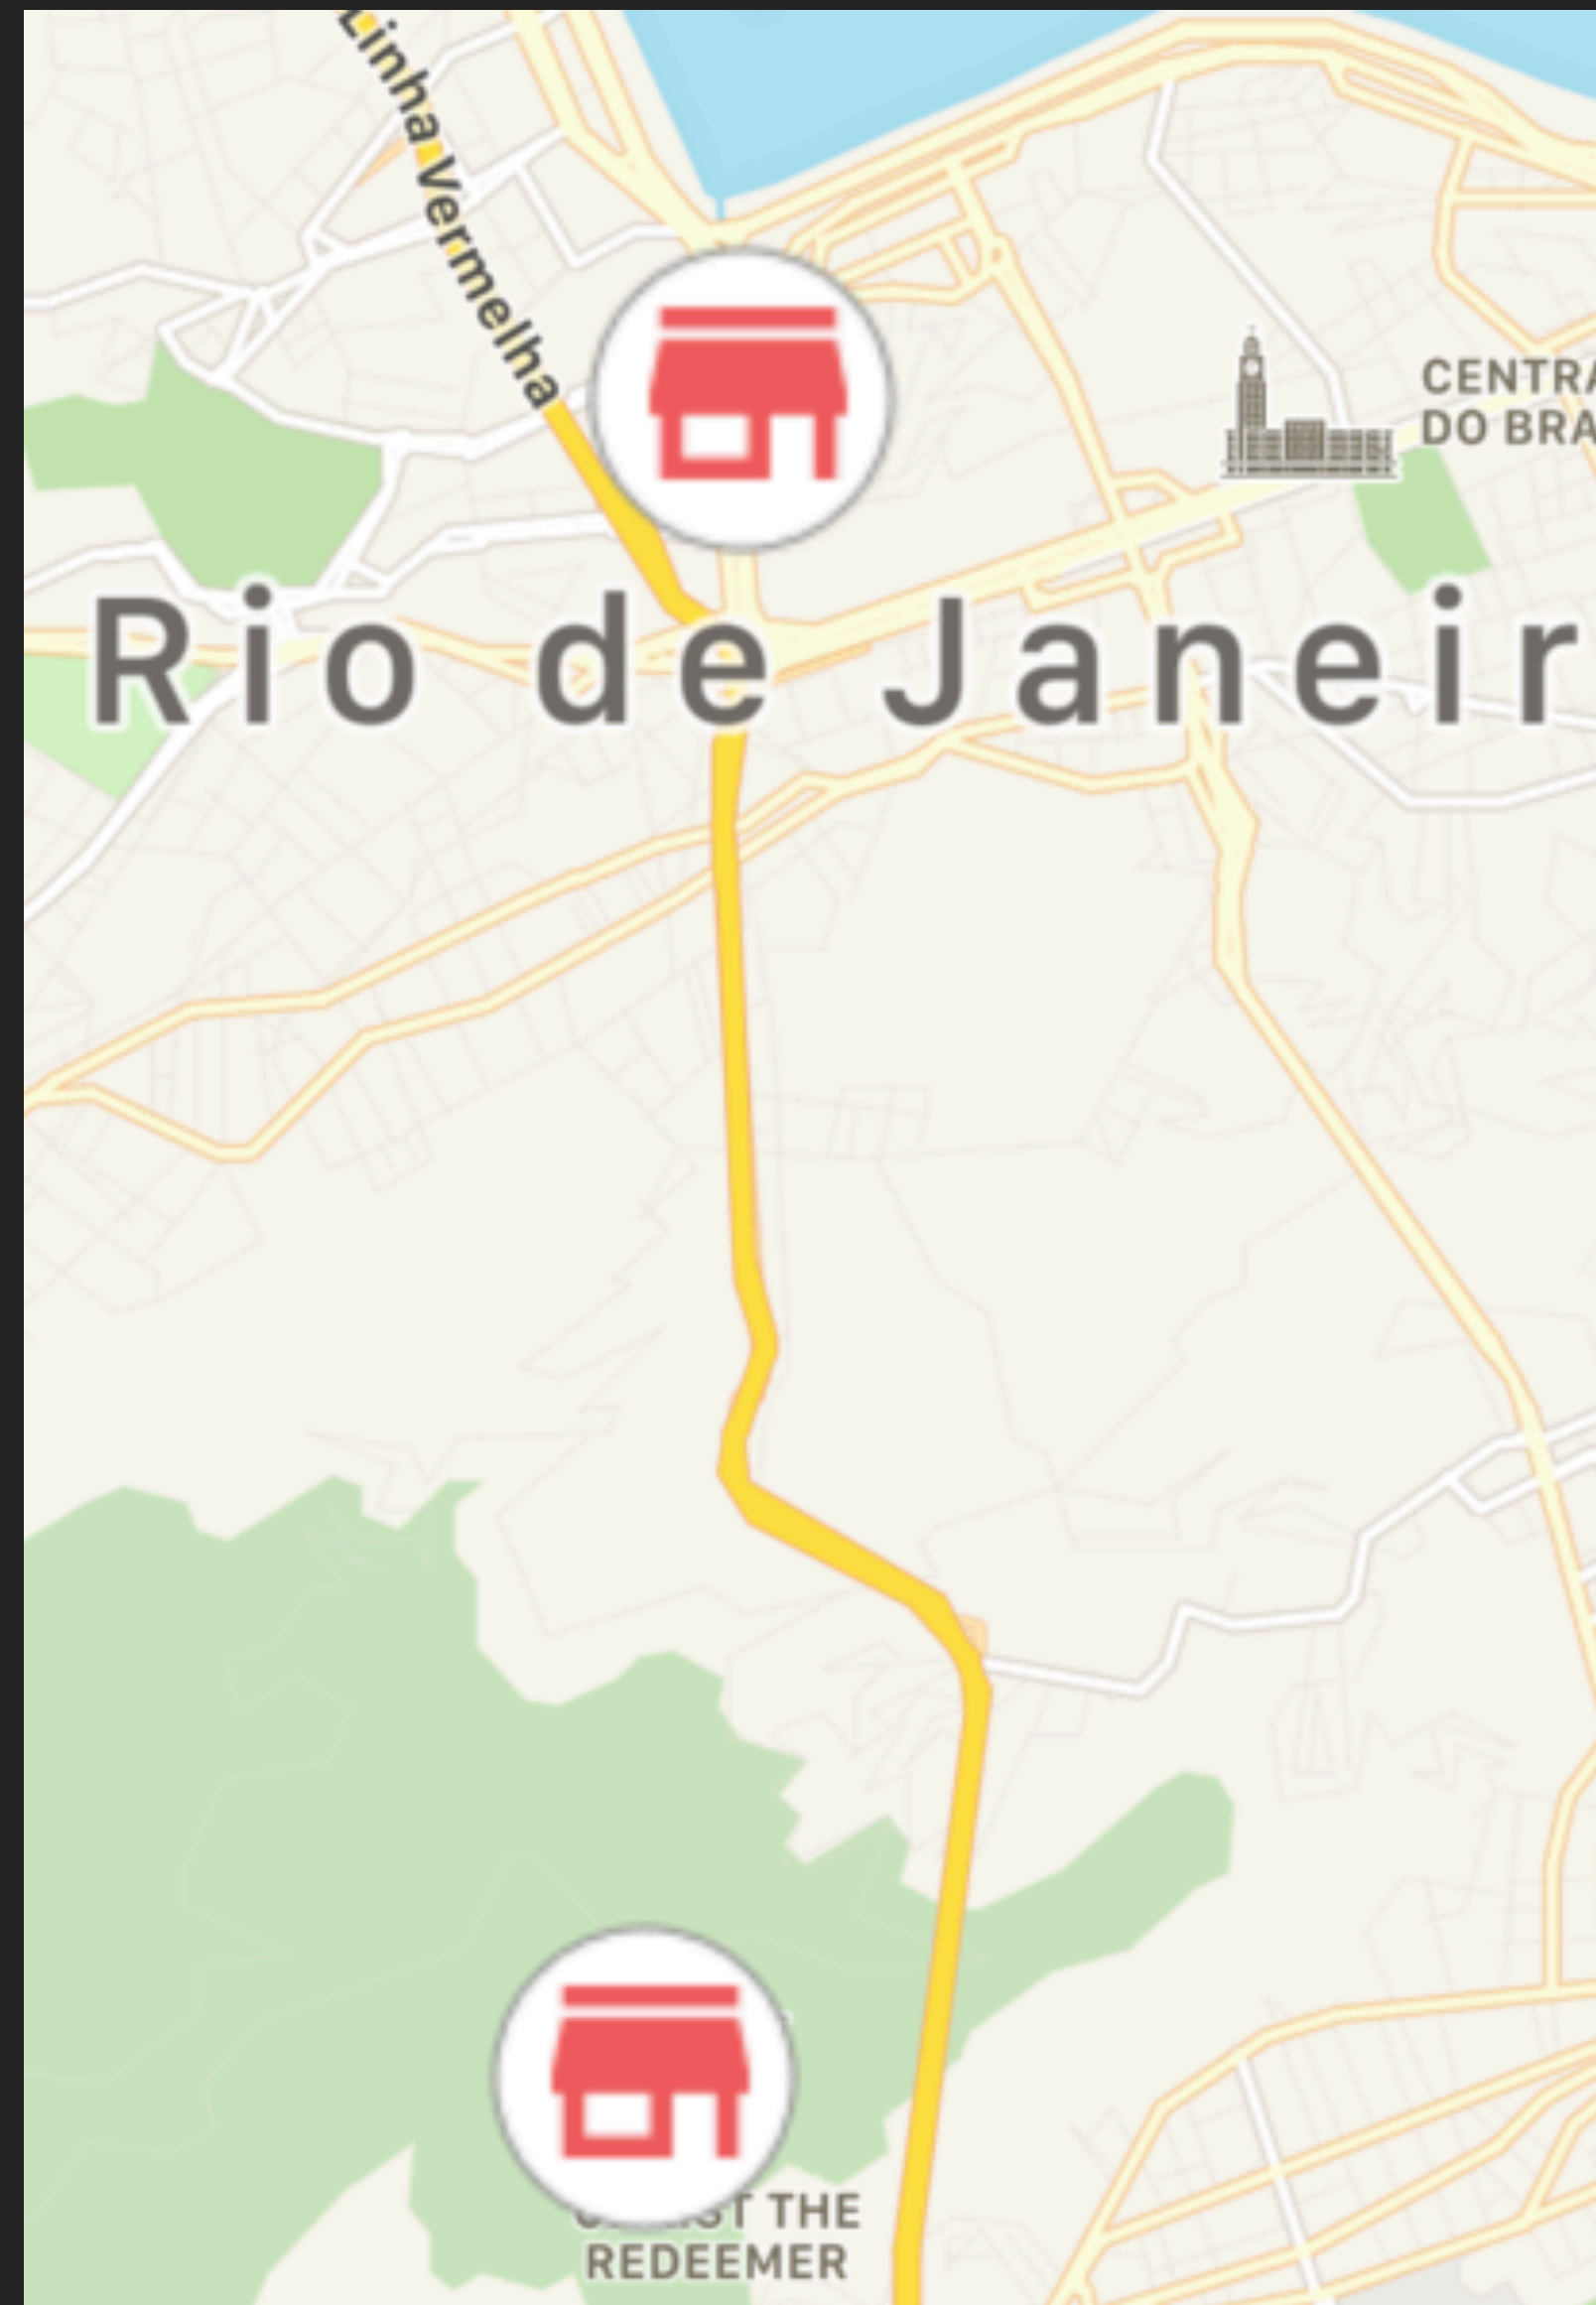 Linha Vermelha
CENTRA
DO BRA
Rio de Janeir
THE
REDEEMER